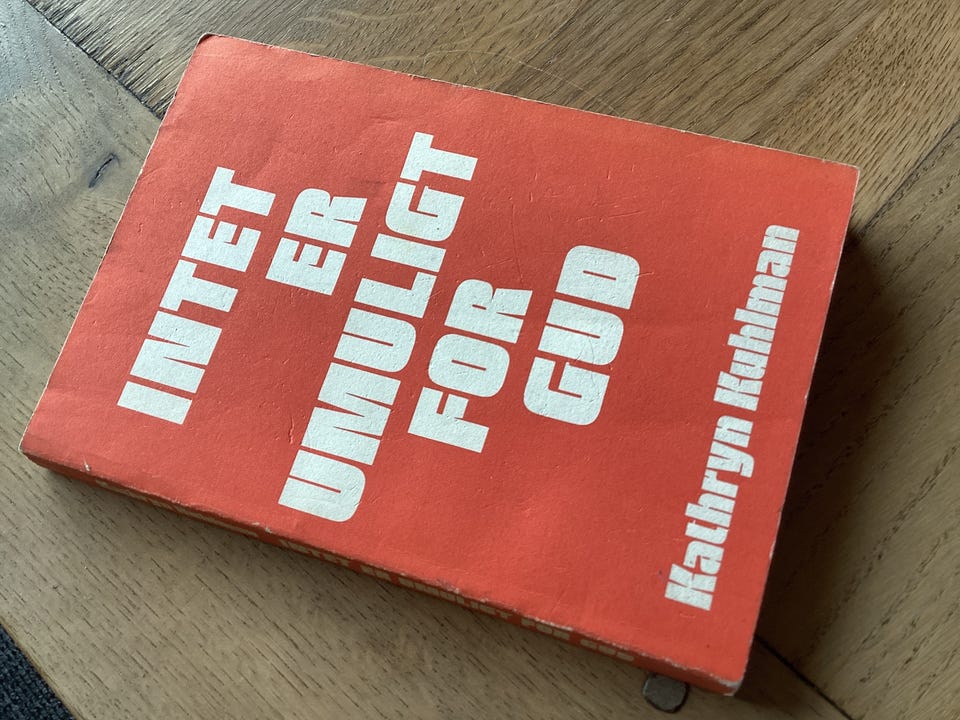 INTET
ER
UMULIGT
FOR
GUD
Kathryn Kuhlman